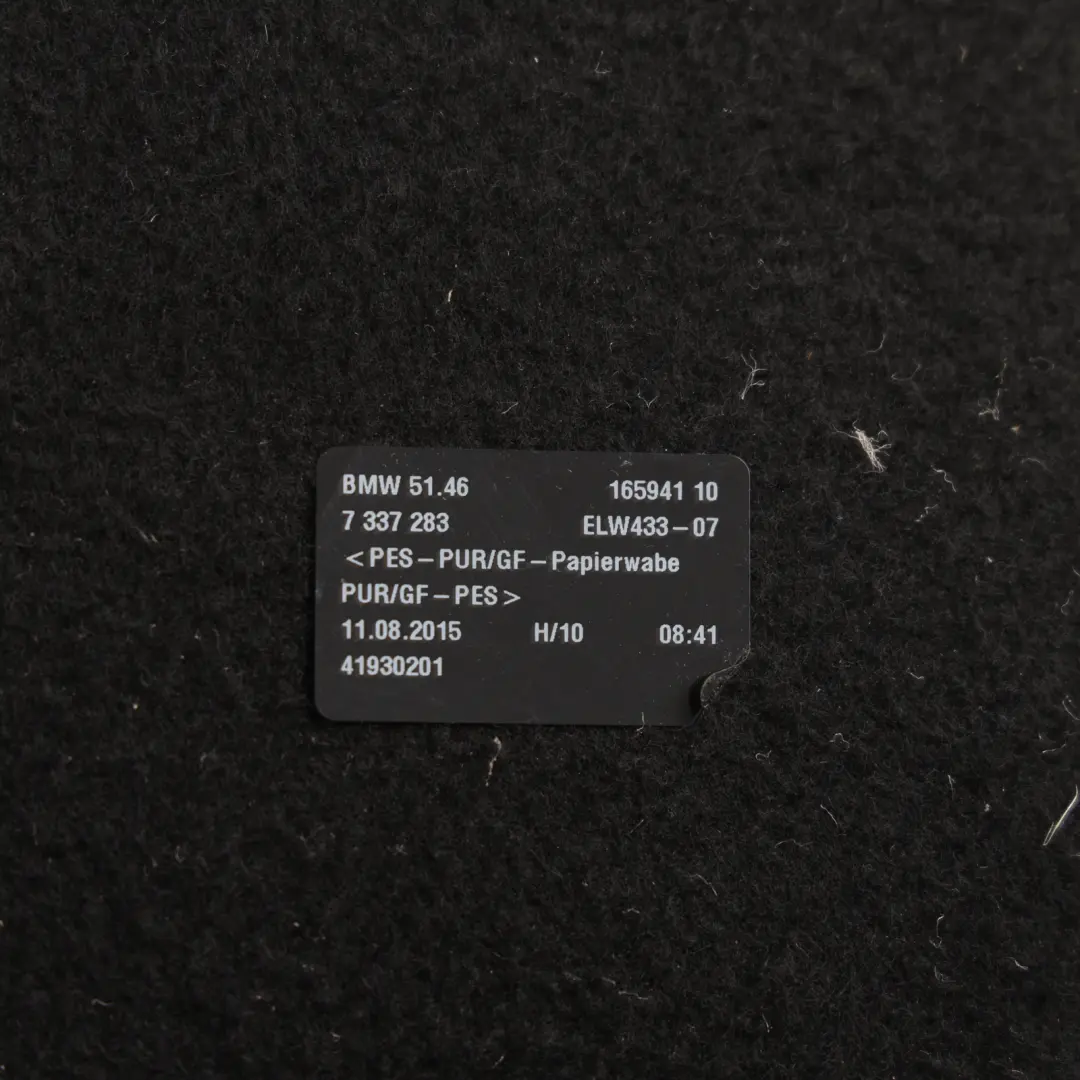 BMW 51.46 165941 10
7 337 283 ELW433-07
<PES-PUR/GF-Papierwabe
PUR/GF-PES>
11.08.2015 H/10 08:41
41930201